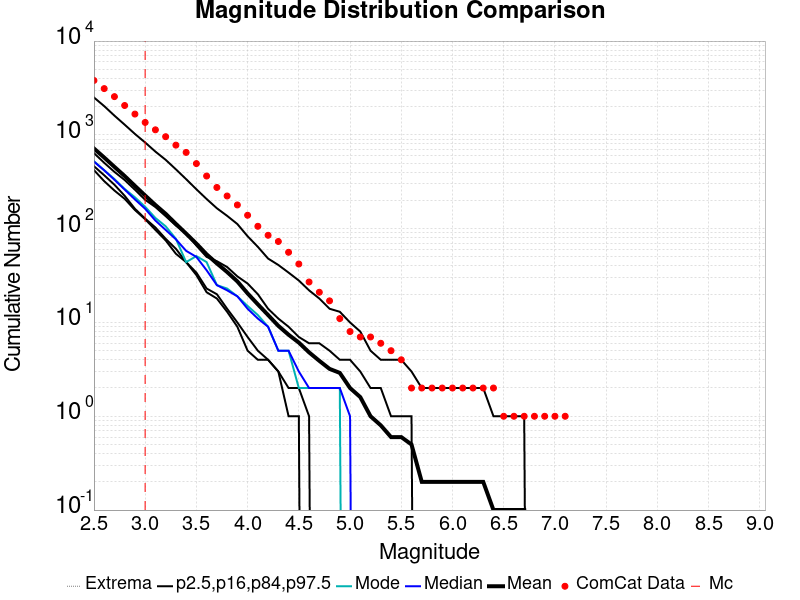 Magnitude Distribution Comparison
10^4
10^3
10^2
10^1
10^0
10^-1
Cumulative Number
2.5 3.0 3.5 4.0 4.5 5.0 5.5 6.0 6.5 7.0 7.5 8.0 8.5 9.0
Magnitude
Extrema p2.5,p16,p84,p97.5 Mode Median Mean ComCat Data Mc